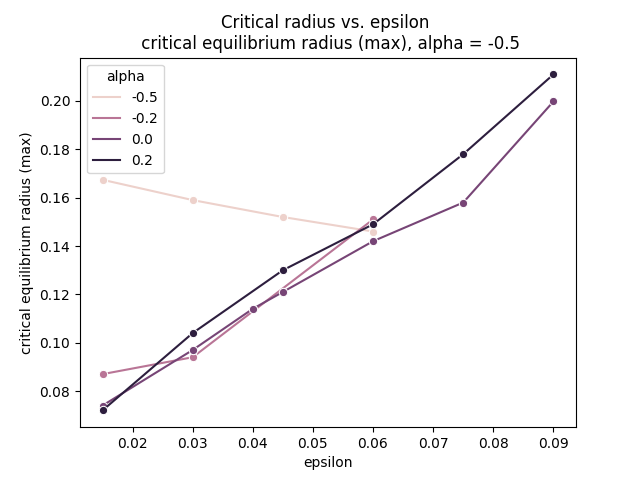 Critical radius vs. epsilon
critical equilibrium radius (max), alpha = -0.5
alpha
-0.5
-0.2
0.0
0.2
critical equilibrium radius (max)
0.20
0.18
0.16
0.14
0.12
0.10
0.08
0.02 0.03 0.04 0.05 0.06 0.07 0.08 0.09
epsilon